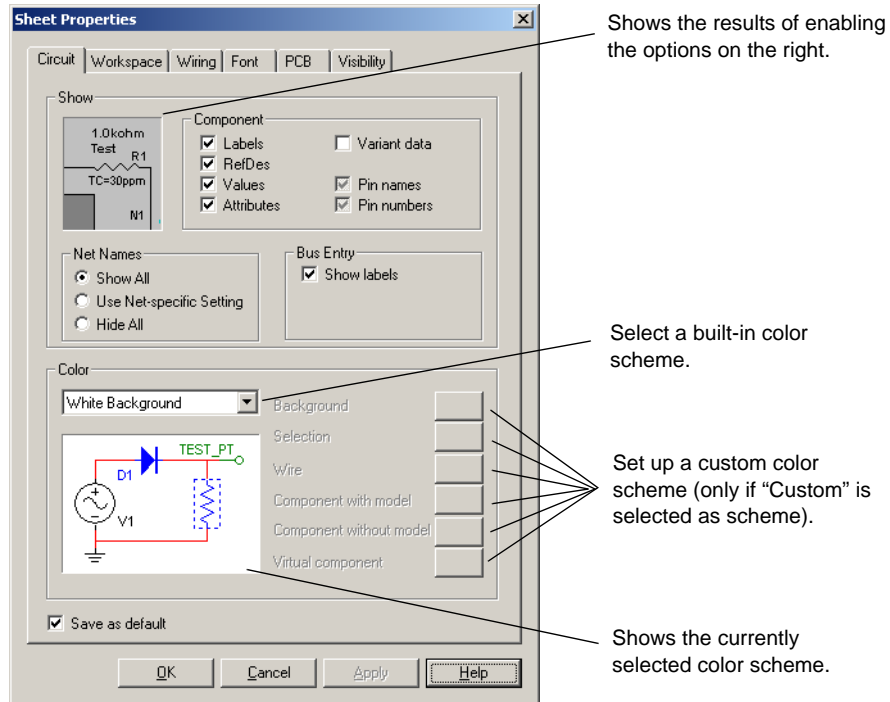 Sheet Properties
Shows the results of enabling
the options on the right.
Circuit
Workspace
Wiring
Font
PCB
Visibility
Show
1.0kohm
Test
R1
TC=30ppm
N1
Component
Labels
RefDes
Values
Attributes
Variant data
Pin names
Pin numbers
Net Names
Show All
Use Net-specific Setting
Hide All
Bus Entry
Show labels
Select a built-in color
scheme.
Color
White Background
TEST_PT
D1
V1
Background
Selection
Wire
Component with model
Component without model
Virtual component
Set up a custom color
scheme (only if “Custom” is
selected as scheme).
Save as default
Shows the currently
selected color scheme.
OK
Cancel
Apply
Help